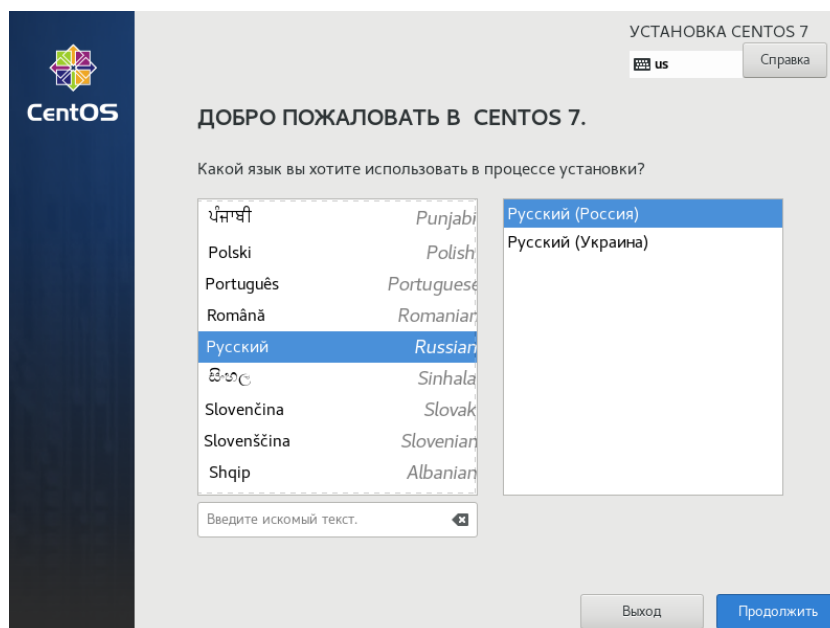 УСТАНОВКА CENTOS 7
us
Справка
CentOS
ДОБРО ПОЖАЛОВАТЬ В CENTOS 7.
Какой язык вы хотите использовать в процессе установки?
ਪੰਜਾਬੀ Punjabi
Polski Polish
Português Portuguese
Română Romanian
Русский Russian
සිංහල Sinhala
Slovenčina Slovak
Slovenščina Slovenian
Shqip Albanian
Русский (Россия)
Русский (Украина)
Введите искомый текст.
Выход
Продолжить